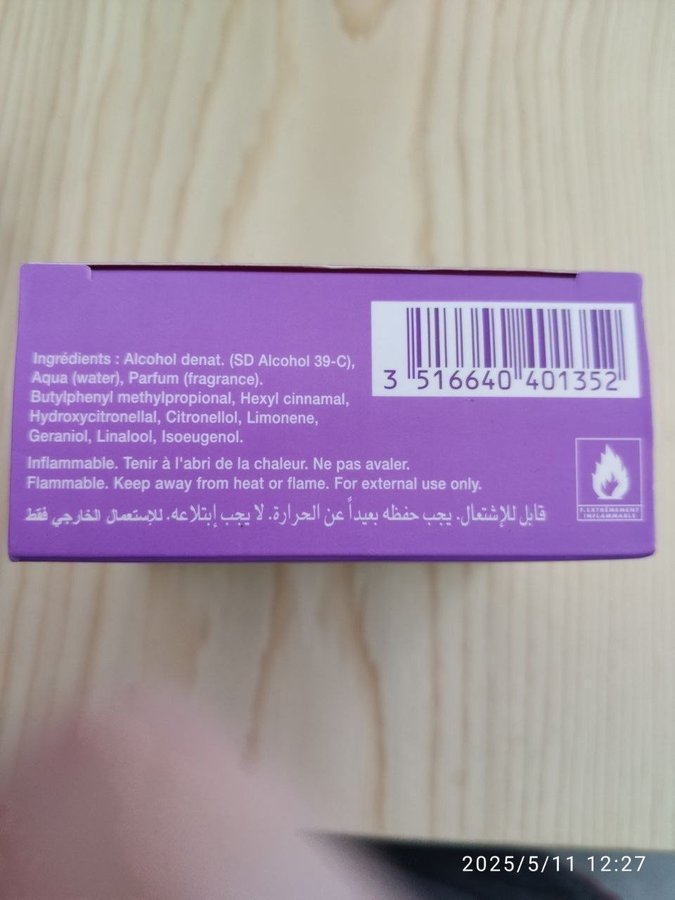 Ingrédients : Alcohol denat. (SD Alcohol 39-C),
Aqua (water), Parfum (fragrance).
Butylphenyl methylpropional, Hexyl cinnamal,
Hydroxycitronellal, Citronellol, Limonene,
Geraniol, Linalool, Isoeugenol.
Inflammable. Tenir à l'abri de la chaleur. Ne pas avaler.
Flammable. Keep away from heat or flame. For external use only.
قابل للإشتعال. يجب حفظه بعيداً عن الحرارة. لا يجب إبتلاعه. للإستعمال الخارجي فقط
3 516640 401352
F. EXTRÊMEMENT
INFLAMMABLE
2025/5/11 12:27